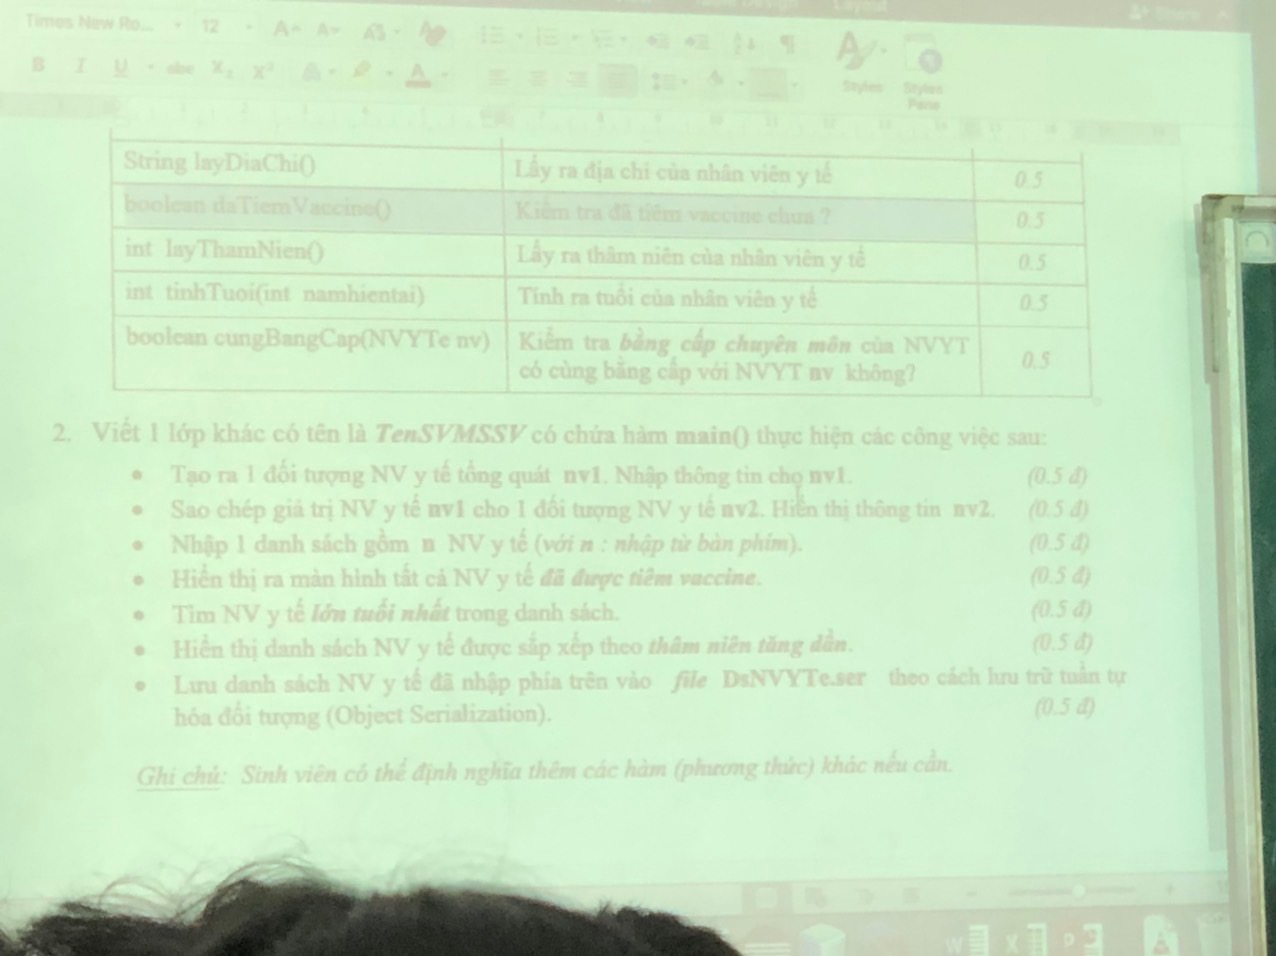 Times New Ro...
12
B I U abc X₂ X²
Styles
Styles Pane
String layDiaChi() Lấy ra địa chỉ của nhân viên y tế 0.5
boolean daTiemVaccine() Kiểm tra đã tiêm vaccine chưa ? 0.5
int layThamNien() Lấy ra thâm niên của nhân viên y tế 0.5
int tinhTuoi(int namhientai) Tính ra tuổi của nhân viên y tế 0.5
boolean cungBangCap(NVYTe nv) Kiểm tra bằng cấp chuyên môn của NVYT
có cùng bằng cấp với NVYT nv không? 0.5
2. Viết 1 lớp khác có tên là TenSVMSSV có chứa hàm main() thực hiện các công việc sau:
• Tạo ra 1 đối tượng NV y tế tổng quát nv1. Nhập thông tin cho nv1. (0.5 đ)
• Sao chép giá trị NV y tế nv1 cho 1 đối tượng NV y tế nv2. Hiển thị thông tin nv2. (0.5 đ)
• Nhập 1 danh sách gồm n NV y tế (với n : nhập từ bàn phím). (0.5 đ)
• Hiển thị ra màn hình tất cả NV y tế đã được tiêm vaccine. (0.5 đ)
• Tìm NV y tế lớn tuổi nhất trong danh sách. (0.5 đ)
• Hiển thị danh sách NV y tế được sắp xếp theo thâm niên tăng dần. (0.5 đ)
• Lưu danh sách NV y tế đã nhập phía trên vào file DsNVYTe.ser theo cách lưu trữ tuần tự
hóa đối tượng (Object Serialization). (0.5 đ)
Ghi chú: Sinh viên có thể định nghĩa thêm các hàm (phương thức) khác nếu cần.